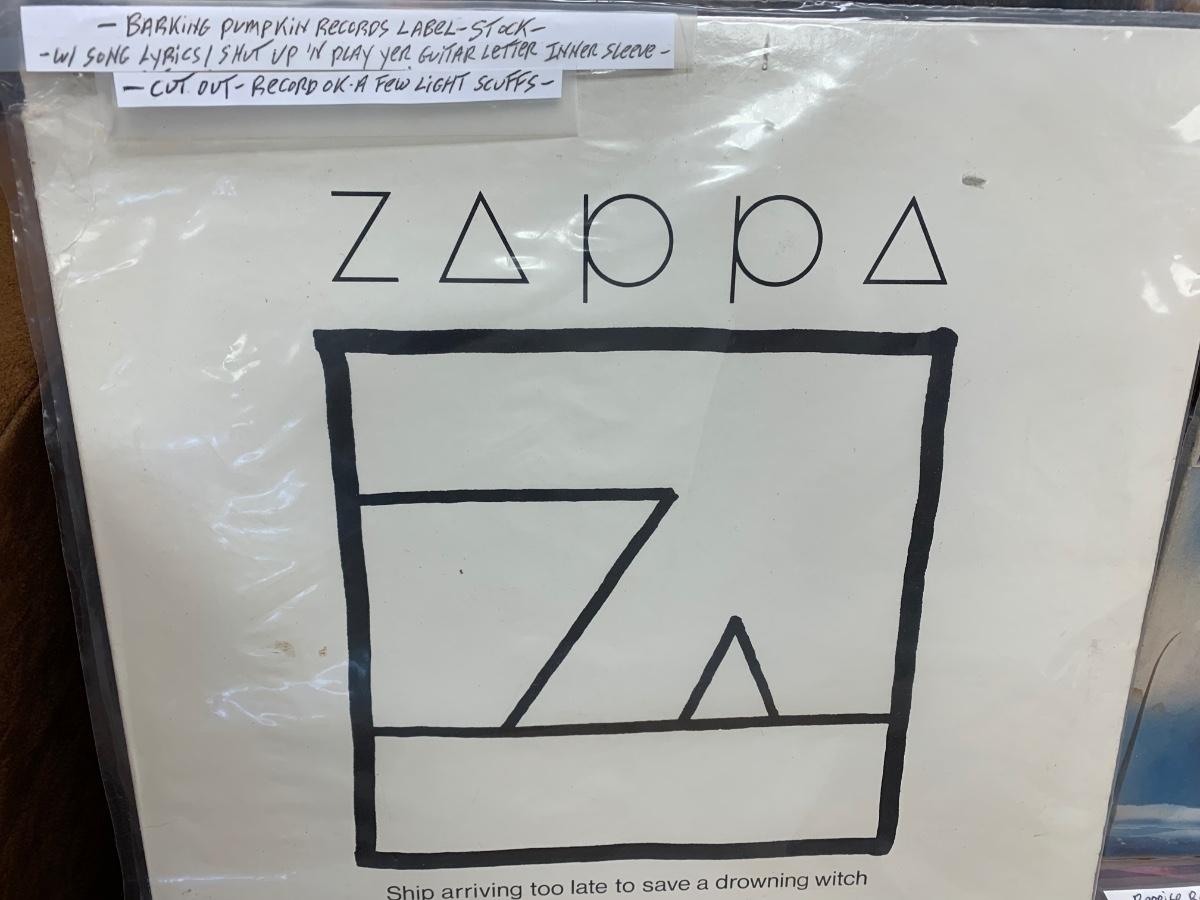 - BARKING PUMPKIN RECORDS LABEL-STOCK-
-W/ SONG LYRICS/ SHUT UP 'N PLAY YER GUITAR LETTER INNER SLEEVE-
- CUT OUT- RECORD OK-A FEW LIGHT SCUFFS-
ZAPPA
ZA
Ship arriving too late to save a drowning witch